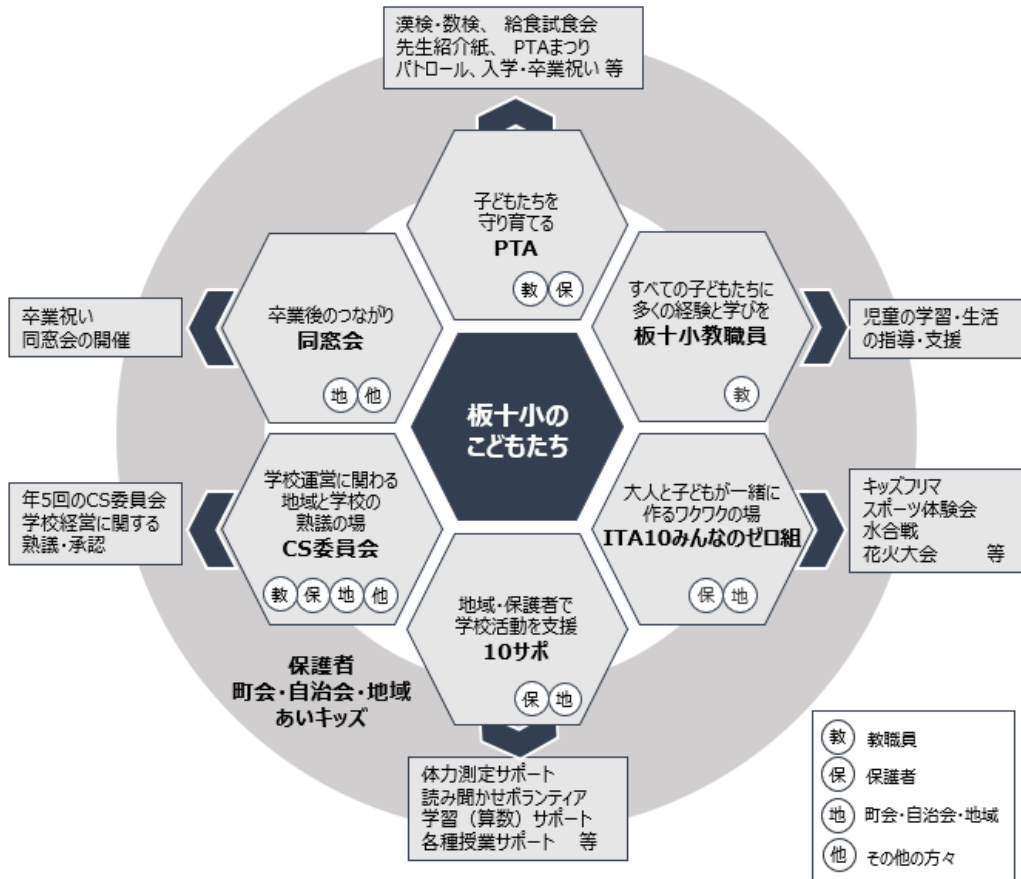 漢検・数検、 給食試食会
先生紹介紙、 PTAまつり
パトロール、入学・卒業祝い 等
子どもたちを
守り育てる
PTA
教 保
卒業後のつながり
同窓会
地 他
すべての子どもたちに
多くの経験と学びを
板十小教職員
教
卒業祝い
同窓会の開催
児童の学習・生活
の指導・支援
板十小の
こどもたち
学校運営に関わる
地域と学校の
熟議の場
CS委員会
教 保 地 他
大人と子どもが一緒に
作るワクワクの場
ITA10みんなのゼロ組
保 地
年5回のCS委員会
学校経営に関する
熟議・承認
キッズフリマ
スポーツ体験会
水合戦
花火大会 等
地域・保護者で
学校活動を支援
10サポ
保 地
保護者
町会・自治会・地域
あいキッズ
体力測定サポート
読み聞かせボランティア
学習（算数）サポート
各種授業サポート 等
教 教職員
保 保護者
地 町会・自治会・地域
他 その他の方々